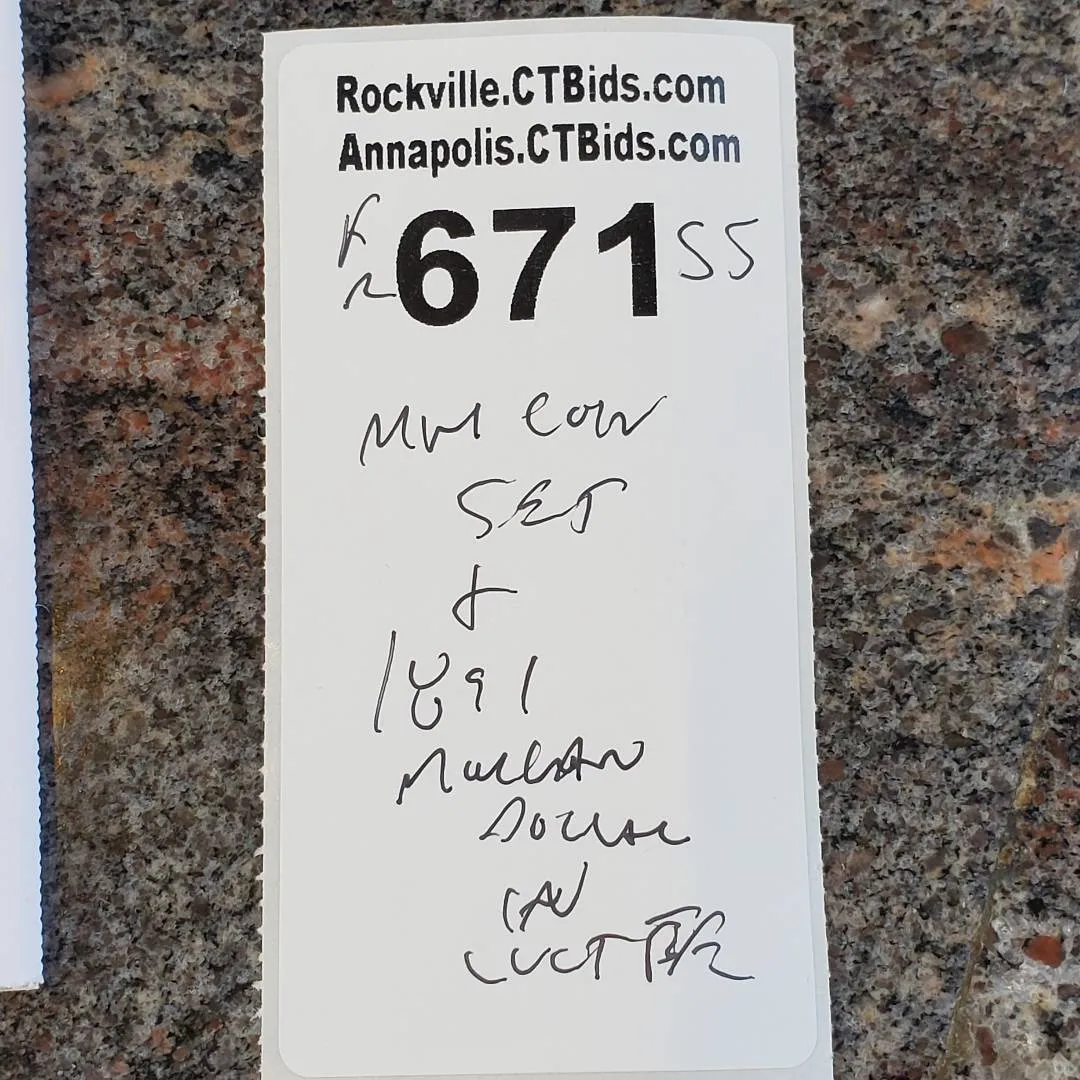 Rockville.CTBids.com
Annapolis.CTBids.com
671 SS
SET
+
1891
MORGAN
DOLLAR
IN